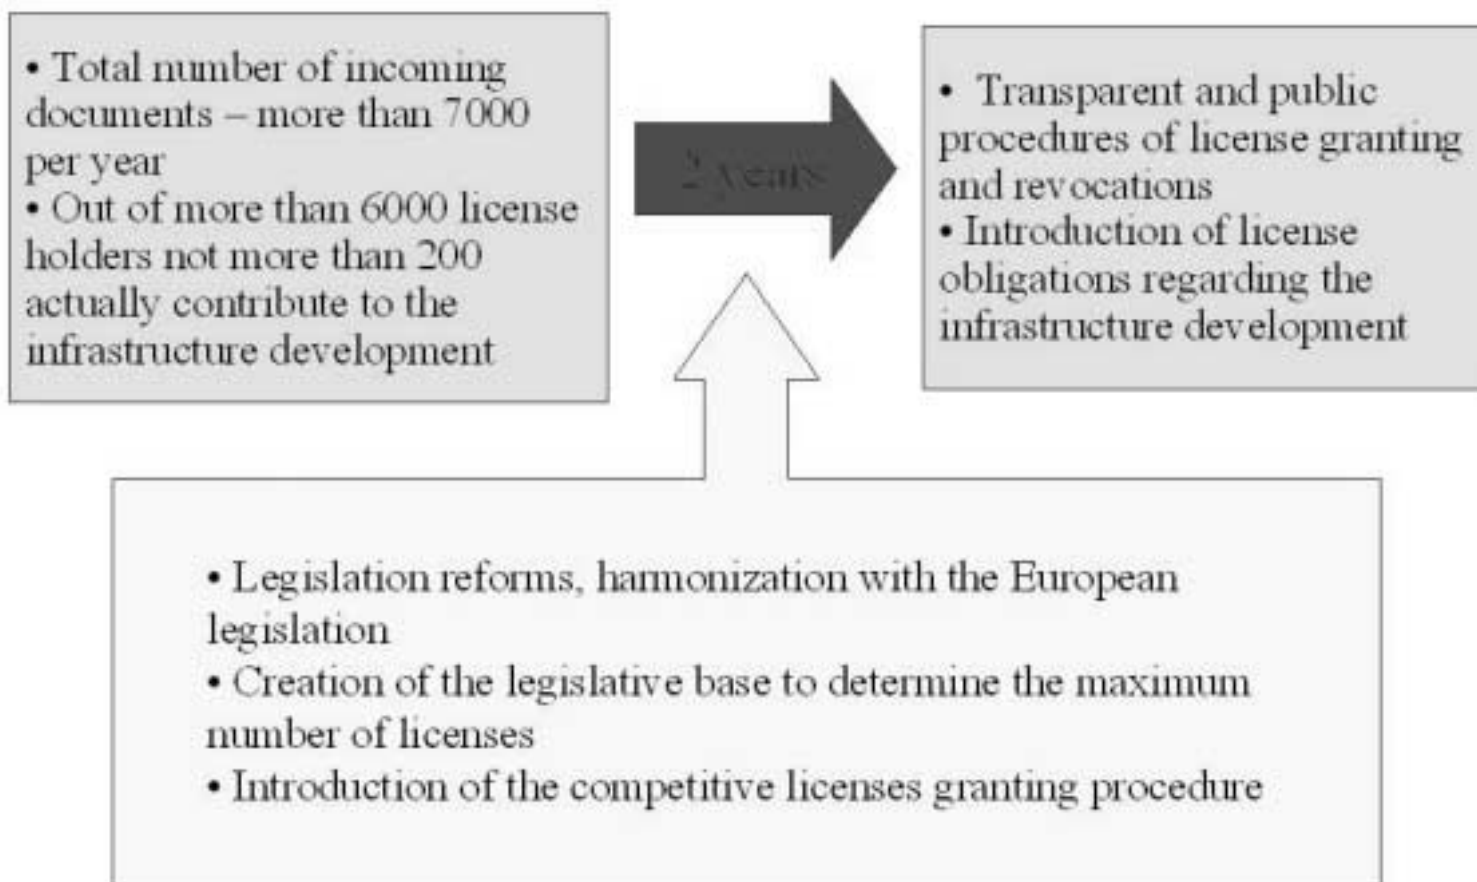 • Total number of incoming
documents – more than 7000
per year
• Out of more than 6000 license
holders not more than 200
actually contribute to the
infrastructure development
2 years
• Transparent and public
procedures of license granting
and revocations
• Introduction of license
obligations regarding the
infrastructure development
• Legislation reforms, harmonization with the European
legislation
• Creation of the legislative base to determine the maximum
number of licenses
• Introduction of the competitive licenses granting procedure